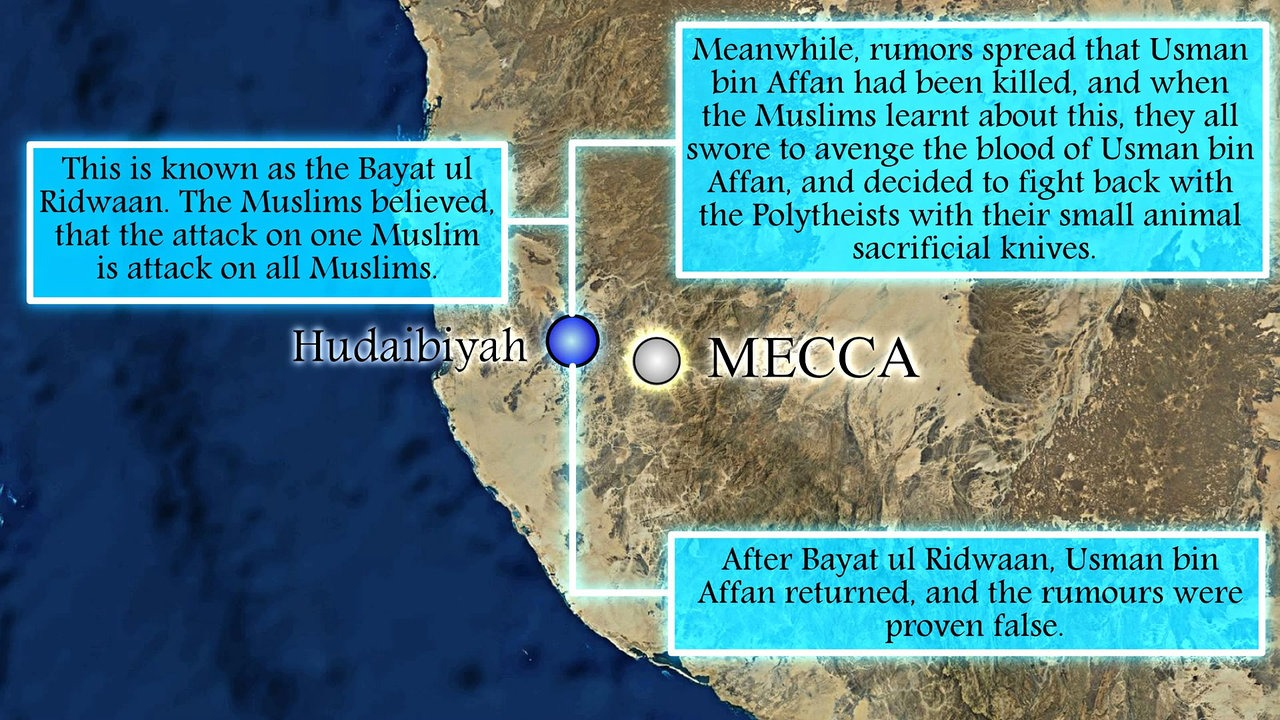 Meanwhile, rumors spread that Usman
bin Affan had been killed, and when
the Muslims learnt about this, they all
swore to avenge the blood of Usman bin
Affan, and decided to fight back with
the Polytheists with their small animal
sacrificial knives.
This is known as the Bayat ul
Ridwaan. The Muslims believed,
that the attack on one Muslim
is attack on all Muslims.
Hudaibiyah
MECCA
After Bayat ul Ridwaan, Usman bin
Affan returned, and the rumours were
proven false.